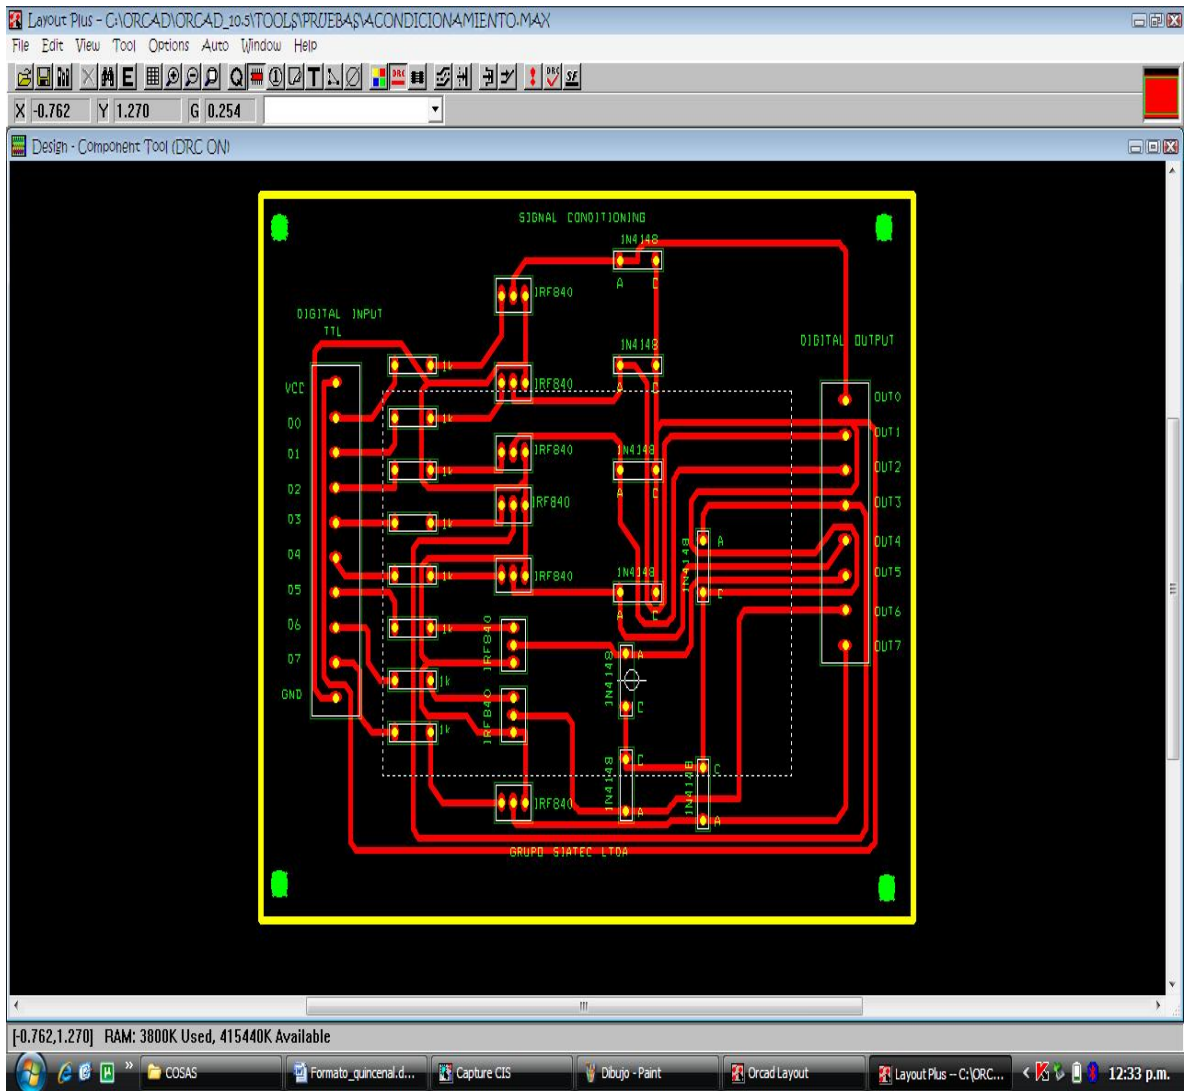 Layout Plus - C:\ORCAD\ORCAD_10.5\TOOLS\PRUEBAS\ACONDICIONAMIENTO.MAX
File Edit View Tool Options Auto Window Help
X -0.762 Y 1.270 G 0.254
Design - Component Tool (DRC ON)
SIGNAL CONDITIONING
1N4148
A C
IRF840
DIGITAL INPUT
TTL
DIGITAL OUTPUT
1N4148
1k
IRF840
A C
VCC
OUT0
D0
1k
OUT1
D1
IRF840
1N4148
1k
OUT2
D2
A C
IRF840
OUT3
D3
1k
1N4148
A
OUT4
D4
1k
IRF840
1N4148
OUT5
D5
C
A C
OUT6
D6
1k
IRF840
OUT7
D7
1N4148
A
1k
GND
IRF840
C
1k
1N4148
C
1N4148
C
IRF840
A
A
GRUPO SIATEC LTDA
[-0.762,1.270] RAM: 3800K Used, 415440K Available
COSAS Formato_quincenal.d... Capture CIS Dibujo - Paint Orcad Layout Layout Plus -- C:\ORC... 12:33 p.m.